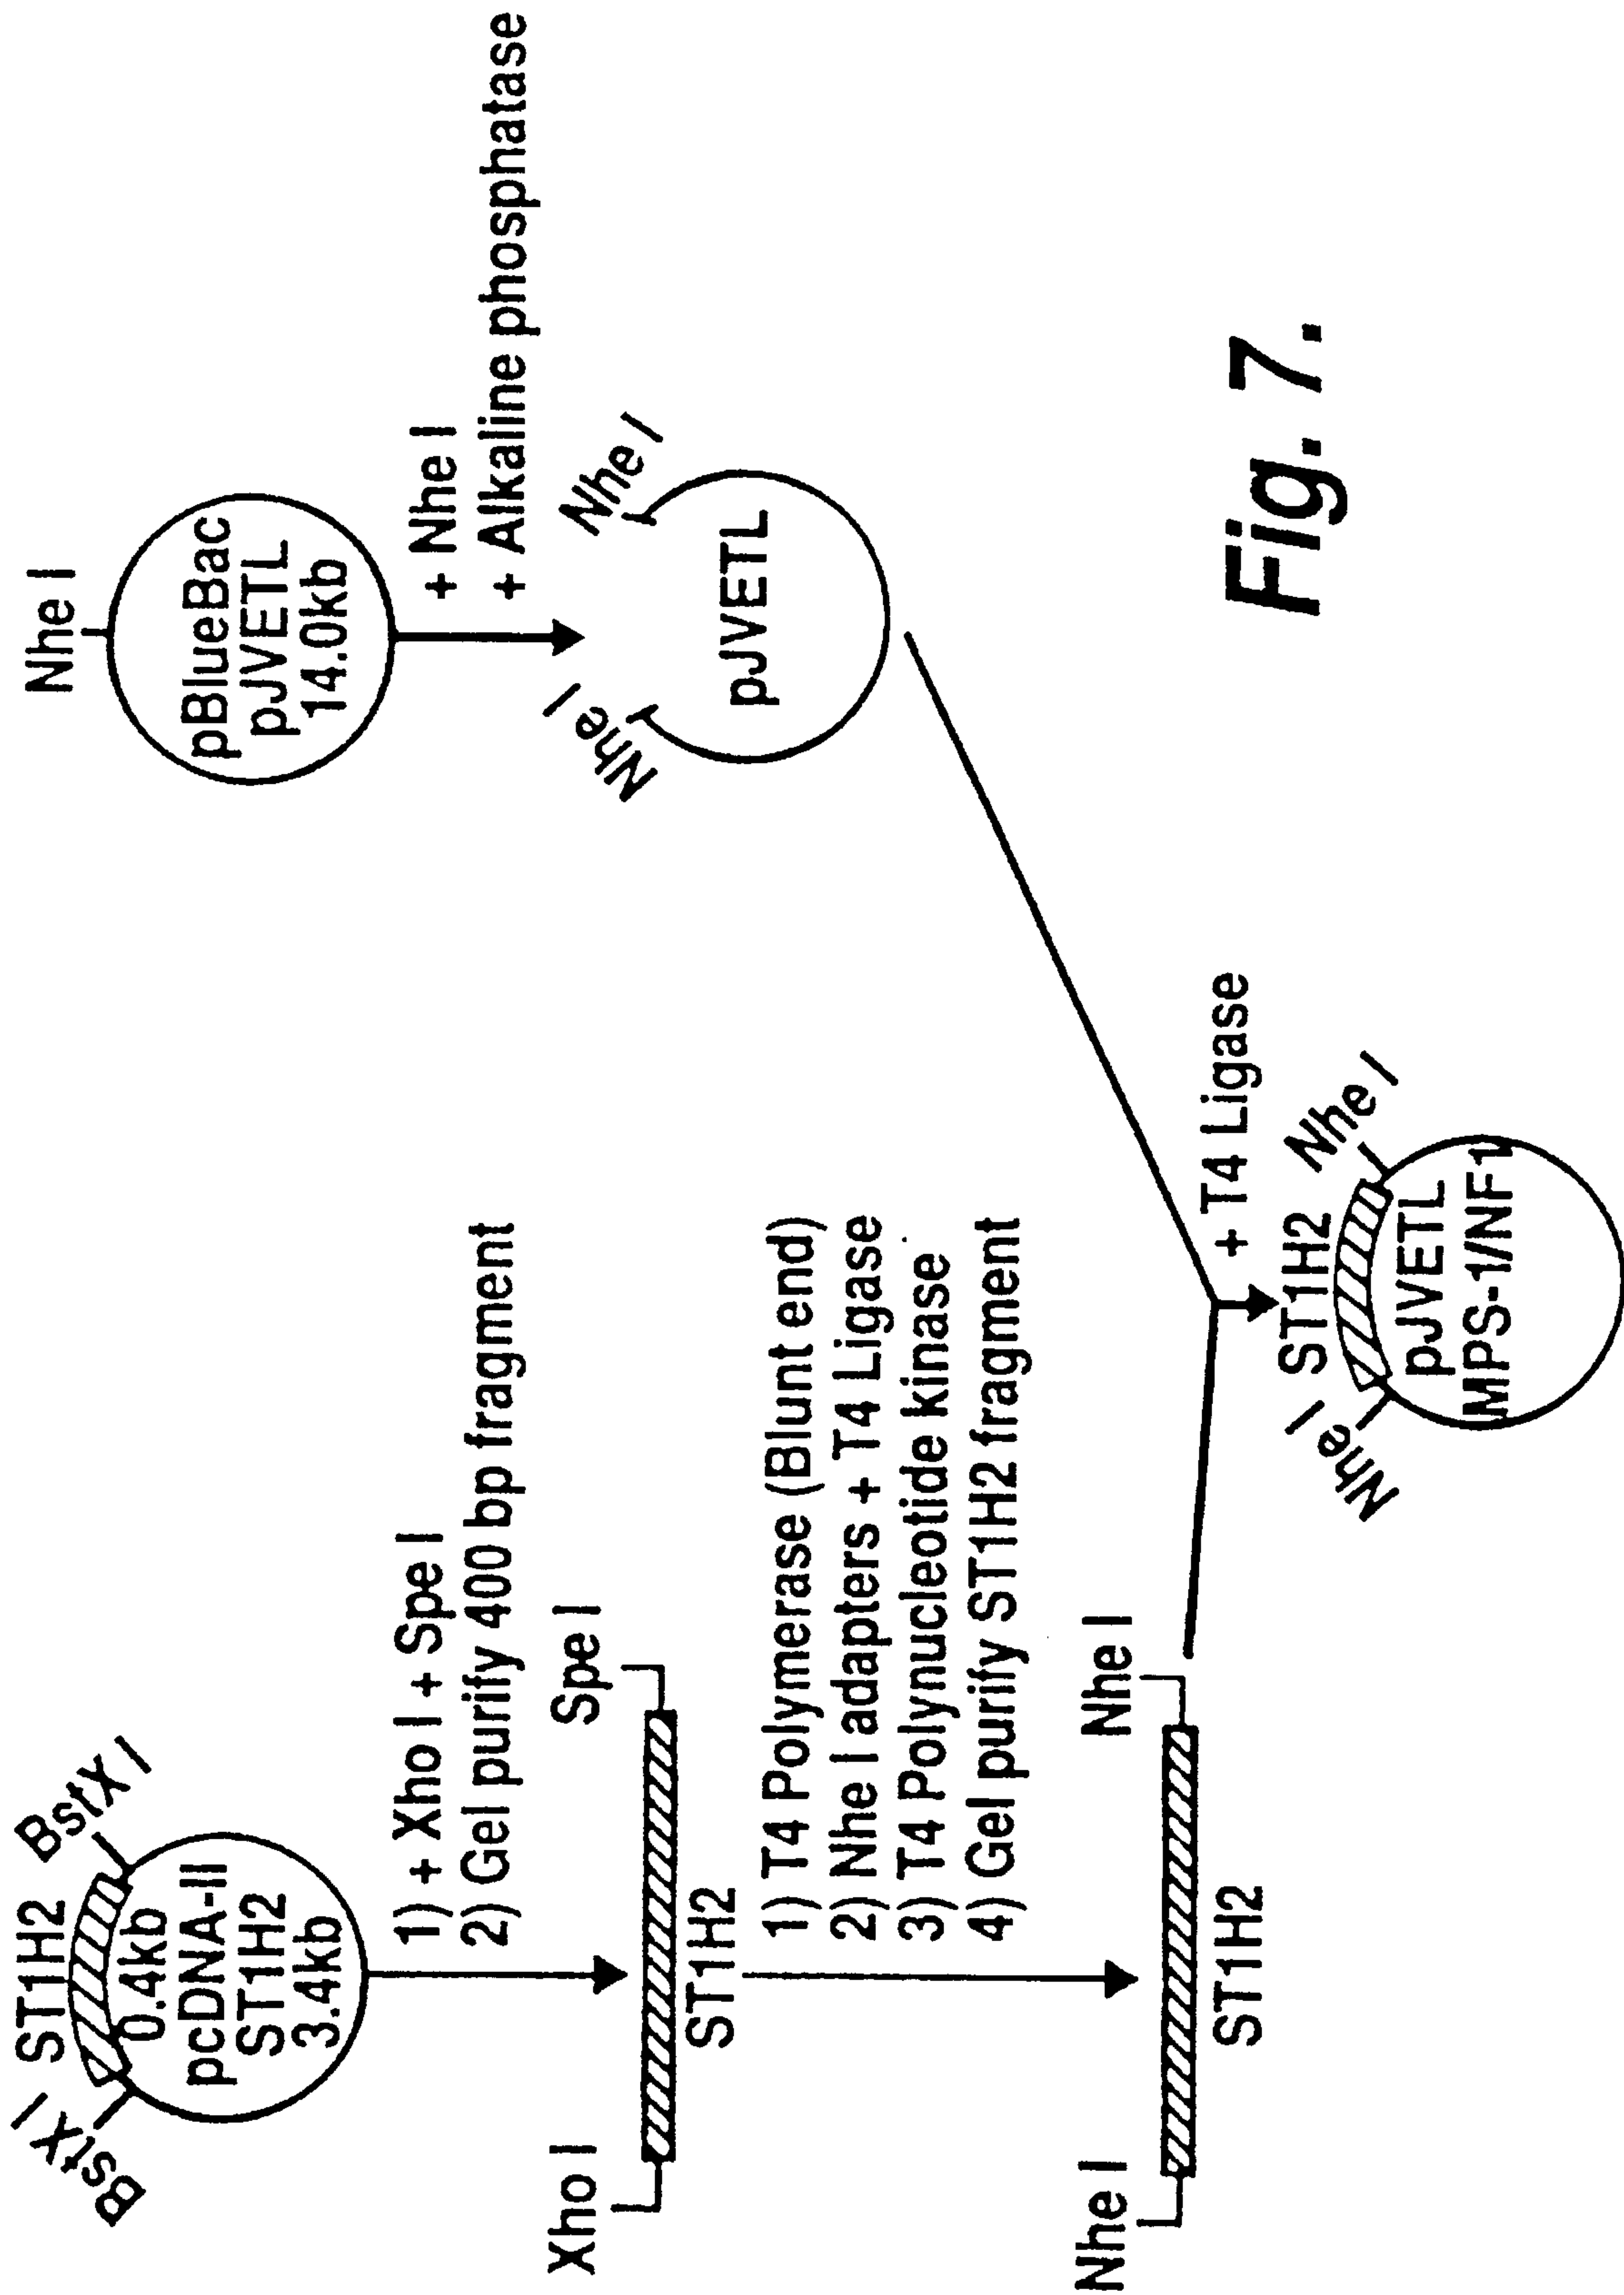 BstX I
ST1H2
BstX I
0.4kb
pcDNA-II
ST1H2
3.4kb
1) + Xho I + Spe I
2) Gel purify 400 bp fragment
Xho I
Spe I
ST1H2
1) T4 Polymerase (Blunt end)
2) Nhe I adapters + T4 Ligase
3) T4 Polynucleotide kinase
4) Gel purify ST1H2 fragment
Nhe I
Nhe I
ST1H2
Nhe I
pBlueBac
pJVETL
14.0kb
+ Nhe I
+ Alkaline phosphatase
Nhe I
Nhe I
pJVETL
+ T4 Ligase
Nhe I
ST1H2
Nhe I
pJVETL
MPS-1/NF1
Fig. 7.